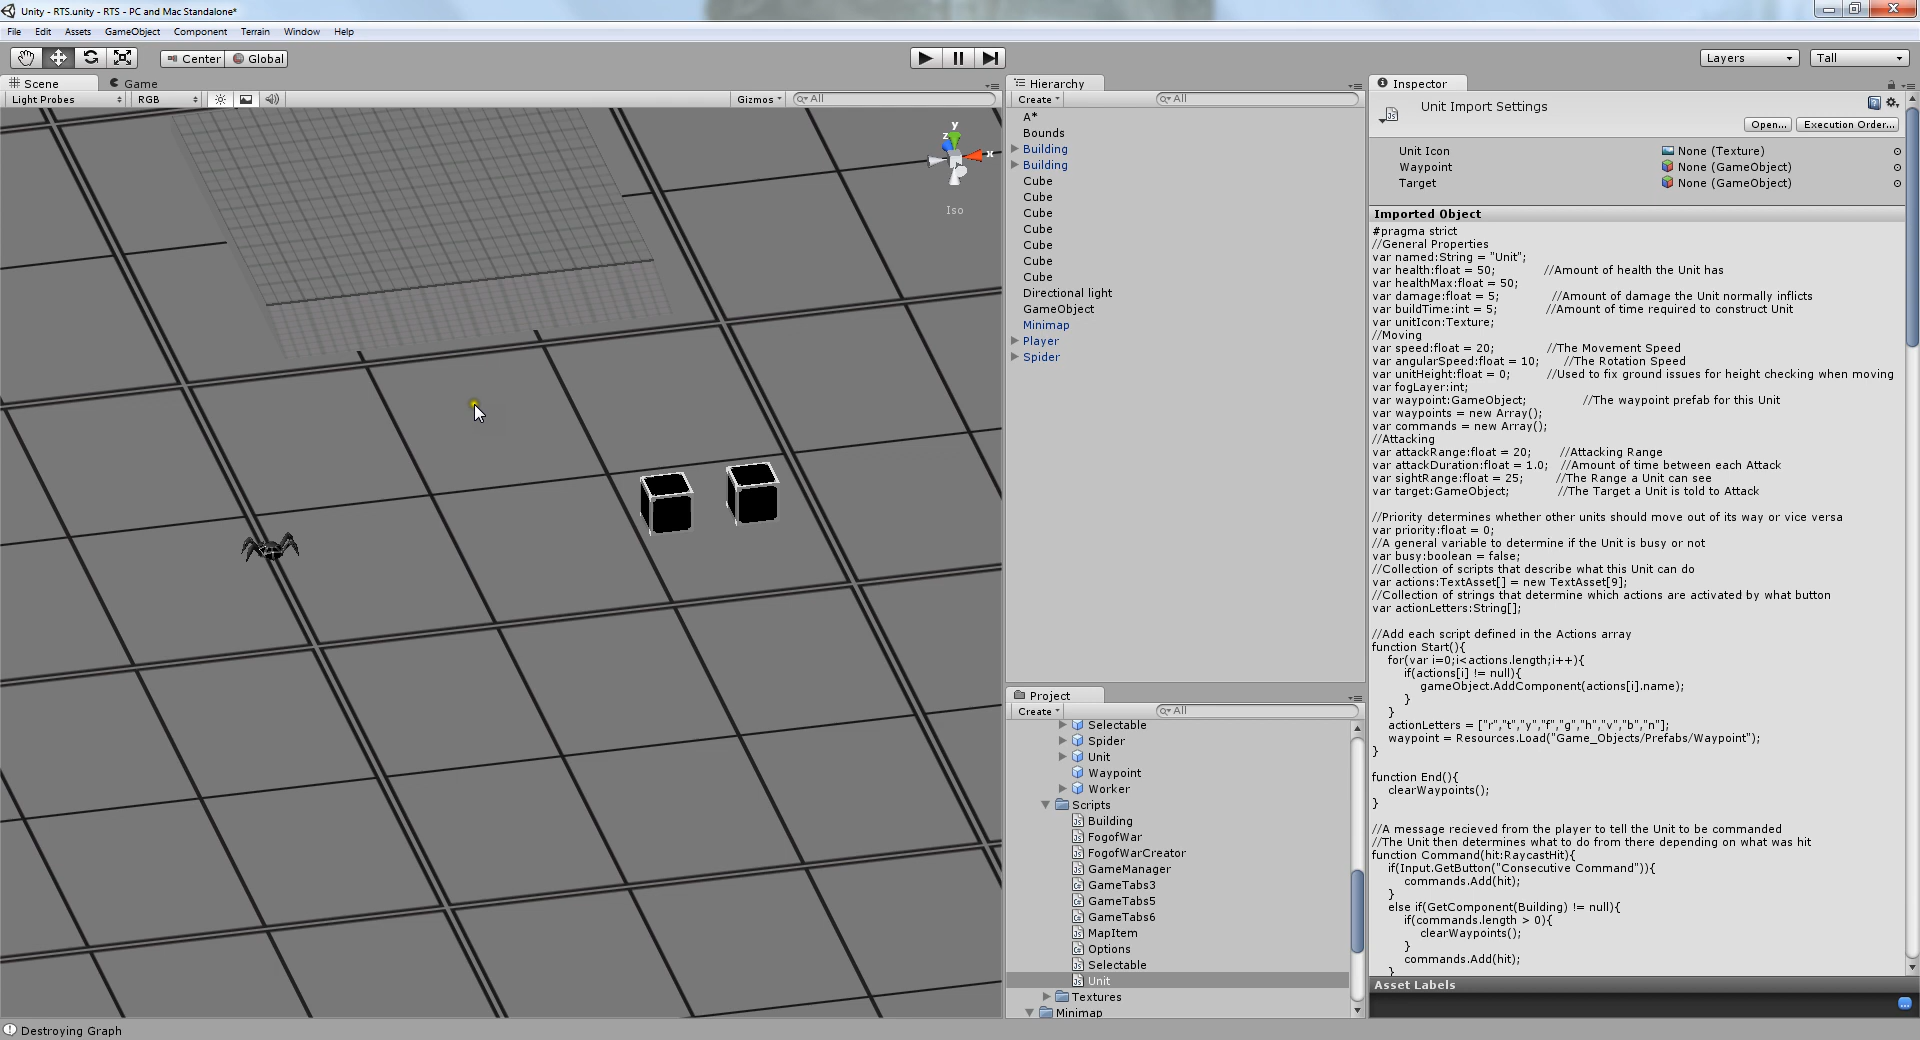 Unity - RTS.unity - RTS - PC and Mac Standalone*
File Edit Assets GameObject Component Terrain Window Help
Center Global Layers Tall
Scene Game
Light Probes RGB Gizmos All
y
z
x
Iso
Hierarchy
Create All
A*
Bounds
Building
Building
Cube
Cube
Cube
Cube
Cube
Cube
Cube
Directional light
GameObject
Minimap
Player
Spider
Project
Create All
Selectable
Spider
Unit
Waypoint
Worker
Scripts
Building
FogofWar
FogofWarCreator
GameManager
GameTabs3
GameTabs5
GameTabs6
MapItem
Options
Selectable
Unit
Textures
Minimap
Inspector
Unit Import Settings
Open... Execution Order...
Unit Icon None (Texture)
Waypoint None (GameObject)
Target None (GameObject)
Imported Object
#pragma strict
//General Properties
var named:String = "Unit";
var health:float = 50; //Amount of health the Unit has
var healthMax:float = 50;
var damage:float = 5; //Amount of damage the Unit normally inflicts
var buildTime:int = 5; //Amount of time required to construct Unit
var unitIcon:Texture;
//Moving
var speed:float = 20; //The Movement Speed
var angularSpeed:float = 10; //The Rotation Speed
var unitHeight:float = 0; //Used to fix ground issues for height checking when moving
var fogLayer:int;
var waypoint:GameObject; //The waypoint prefab for this Unit
var waypoints = new Array();
var commands = new Array();
//Attacking
var attackRange:float = 20; //Attacking Range
var attackDuration:float = 1.0; //Amount of time between each Attack
var sightRange:float = 25; //The Range a Unit can see
var target:GameObject; //The Target a Unit is told to Attack
//Priority determines whether other units should move out of its way or vice versa
var priority:float = 0;
//A general variable to determine if the Unit is busy or not
var busy:boolean = false;
//Collection of scripts that describe what this Unit can do
var actions:TextAsset[] = new TextAsset[9];
//Collection of strings that determine which actions are activated by what button
var actionLetters:String[];
//Add each script defined in the Actions array
function Start(){
for(var i=0;i<actions.length;i++){
if(actions[i] != null){
gameObject.AddComponent(actions[i].name);
}
}
actionLetters = ["r","t","y","f","g","h","v","b","n"];
waypoint = Resources.Load("Game_Objects/Prefabs/Waypoint");
}
function End(){
clearWaypoints();
}
//A message recieved from the player to tell the Unit to be commanded
//The Unit then determines what to do from there depending on what was hit
function Command(hit:RaycastHit){
if(Input.GetButton("Consecutive Command")){
commands.Add(hit);
}
else if(GetComponent(Building) != null){
if(commands.length > 0){
clearWaypoints();
}
commands.Add(hit);
}
Asset Labels
Destroying Graph